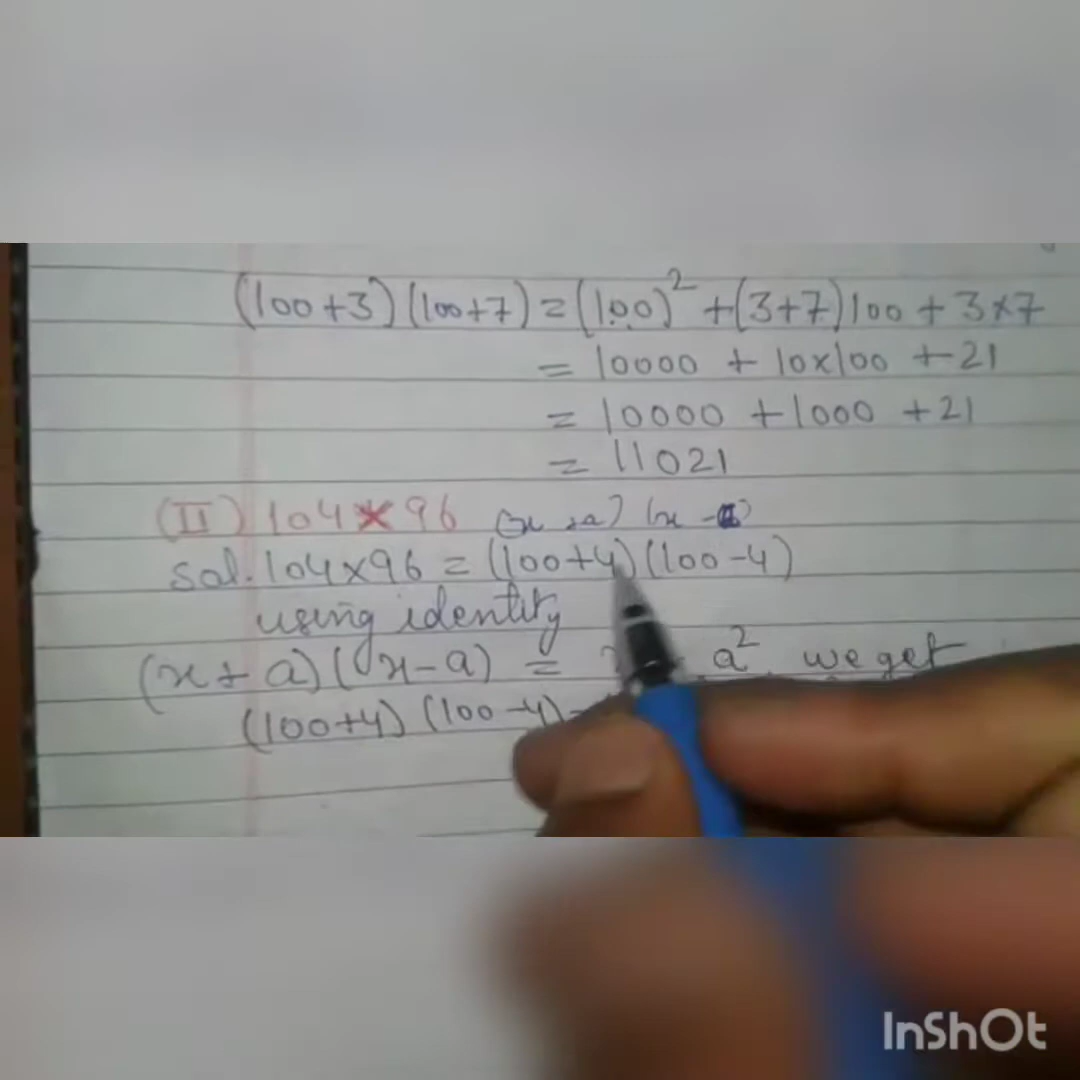 (100+3)(100+7) = (100)² + (3+7)100 + 3×7
= 10000 + 10×100 + 21
= 10000 + 1000 + 21
= 11021
(II) 104×96 (x+a) (x-a)
sol. 104×96 = (100+4)(100-4)
using identity
(x+a)(x-a) = a² we get
(100+4)(100-4)
InShOt